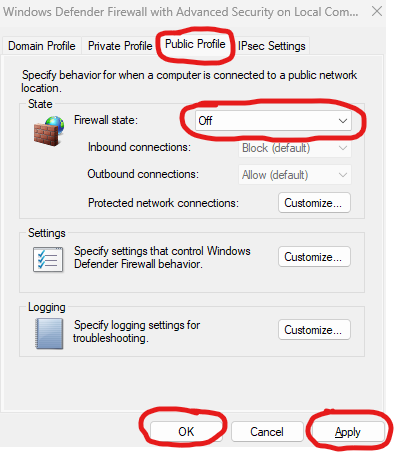 Windows Defender Firewall with Advanced Security on Local Com...
Domain Profile Private Profile Public Profile IPsec Settings
Specify behavior for when a computer is connected to a public network
location.
State
Firewall state: Off
Inbound connections: Block (default)
Outbound connections: Allow (default)
Protected network connections: Customize...
Settings
Specify settings that control Windows
Defender Firewall behavior.
Customize...
Logging
Specify logging settings for
troubleshooting.
Customize...
OK Cancel Apply